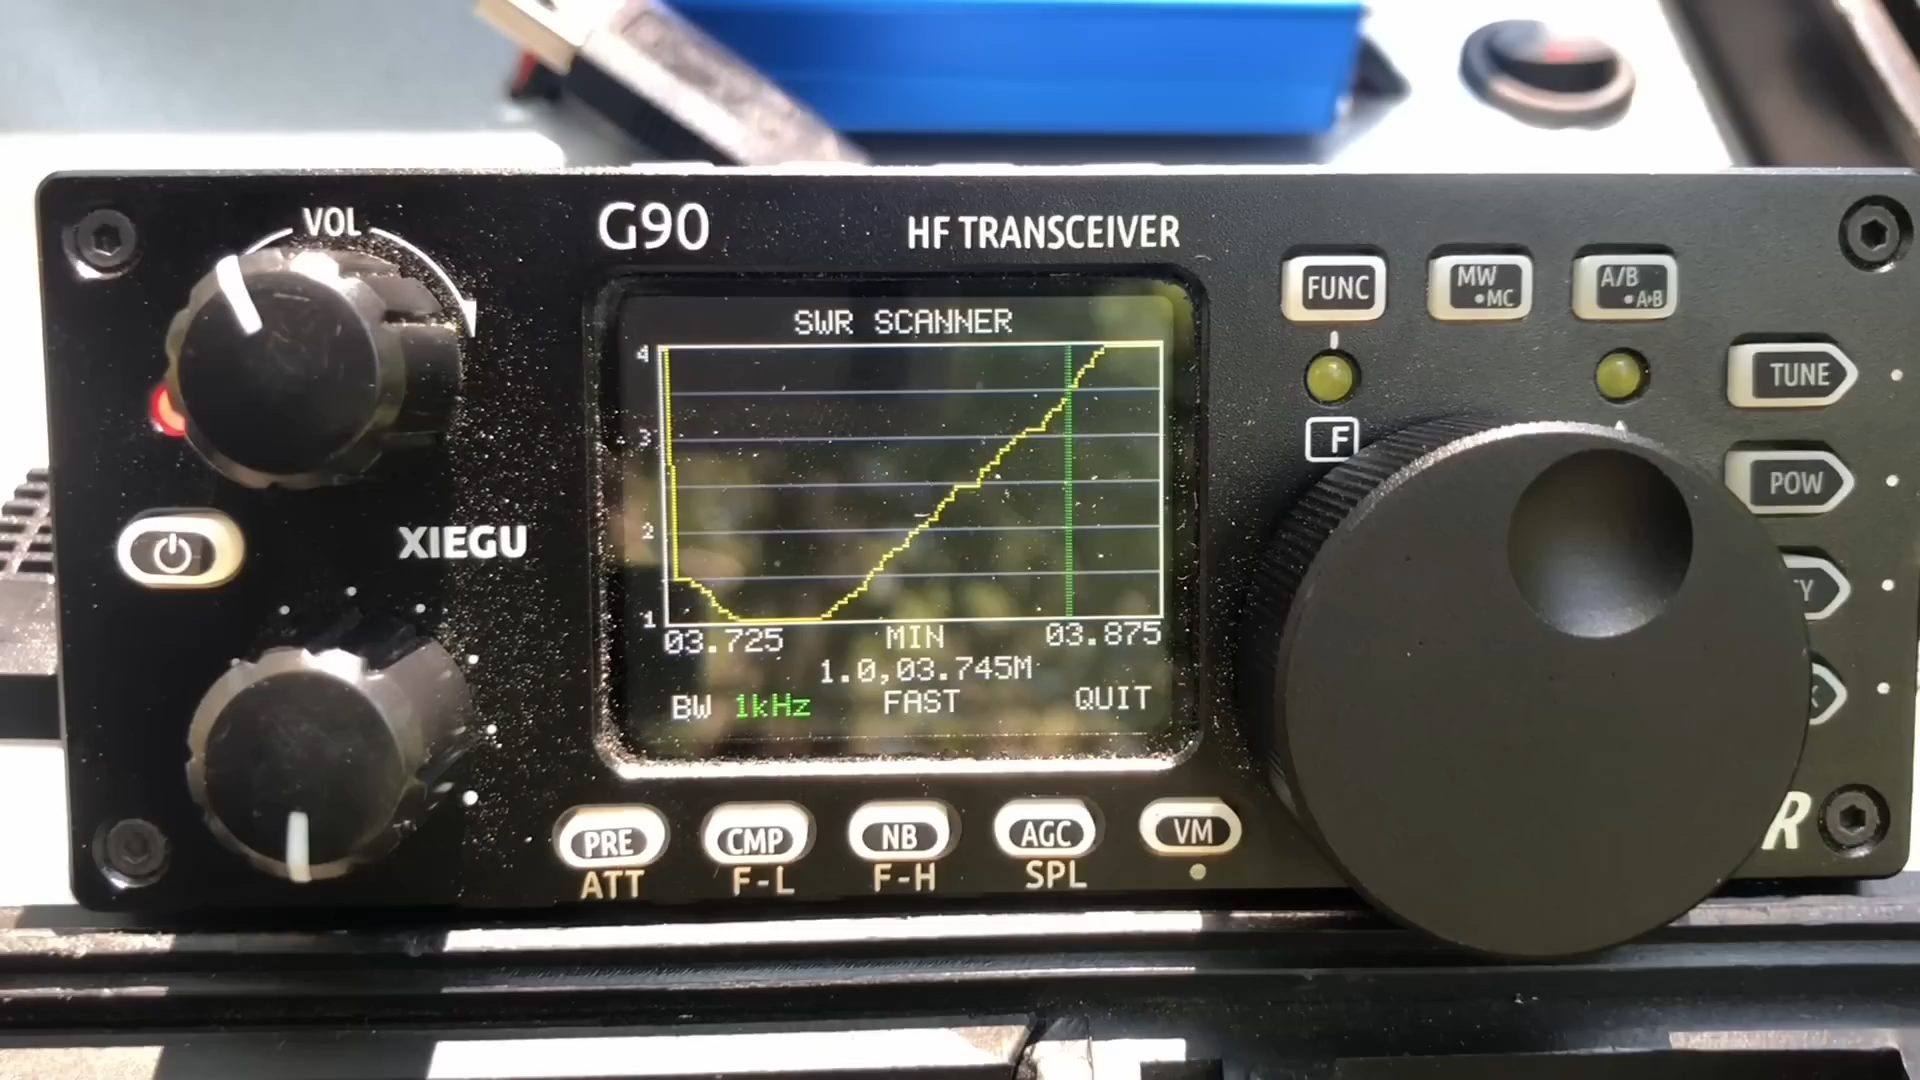 VOL
G90
HF TRANSCEIVER
FUNC
MW
MC
A/B
A▸B
SWR SCANNER
4
3
2
1
TUNE
F
POW
XIEGU
03.725
MIN
03.875
1.0,03.745M
BW 1kHz
FAST
QUIT
PRE
CMP
NB
AGC
VM
ATT
F-L
F-H
SPL